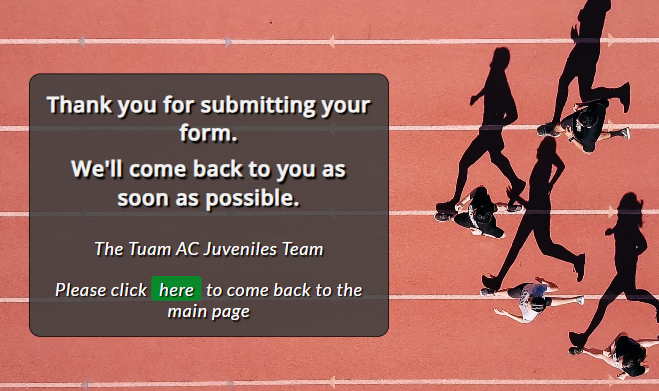 Thank you for submitting your
form.
We'll come back to you as
soon as possible.
The Tuam AC Juveniles Team
Please click here to come back to the
main page